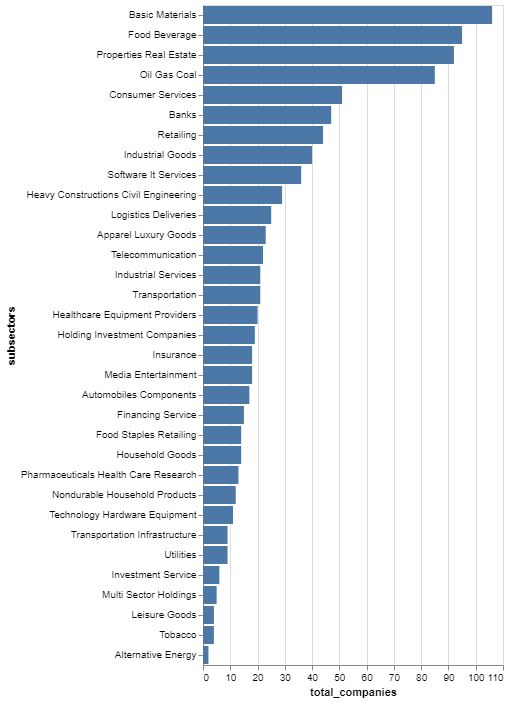 Basic Materials
Food Beverage
Properties Real Estate
Oil Gas Coal
Consumer Services
Banks
Retailing
Industrial Goods
Software It Services
Heavy Constructions Civil Engineering
Logistics Deliveries
Apparel Luxury Goods
Telecommunication
Industrial Services
Transportation
Healthcare Equipment Providers
Holding Investment Companies
Insurance
Media Entertainment
Automobiles Components
Financing Service
Food Staples Retailing
Household Goods
Pharmaceuticals Health Care Research
Nondurable Household Products
Technology Hardware Equipment
Transportation Infrastructure
Utilities
Investment Service
Multi Sector Holdings
Leisure Goods
Tobacco
Alternative Energy
subsectors
0 10 20 30 40 50 60 70 80 90 100 110
total_companies